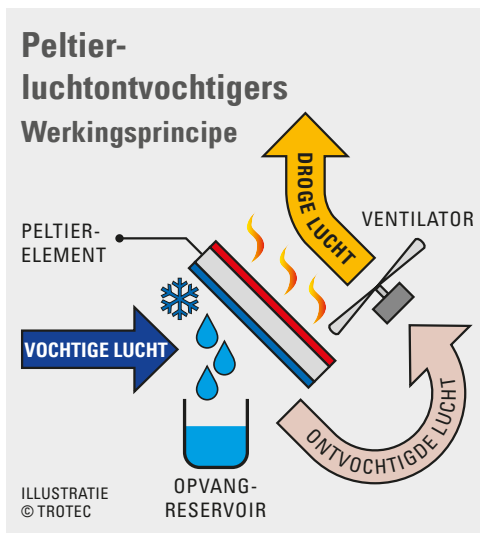 Peltier-
luchtontvochtigers
Werkingsprincipe
DROGE LUCHT
VENTILATOR
PELTIER-
ELEMENT
VOCHTIGE LUCHT
ONTVOCHTIGDE LUCHT
OPVANG-
RESERVOIR
ILLUSTRATIE
© TROTEC